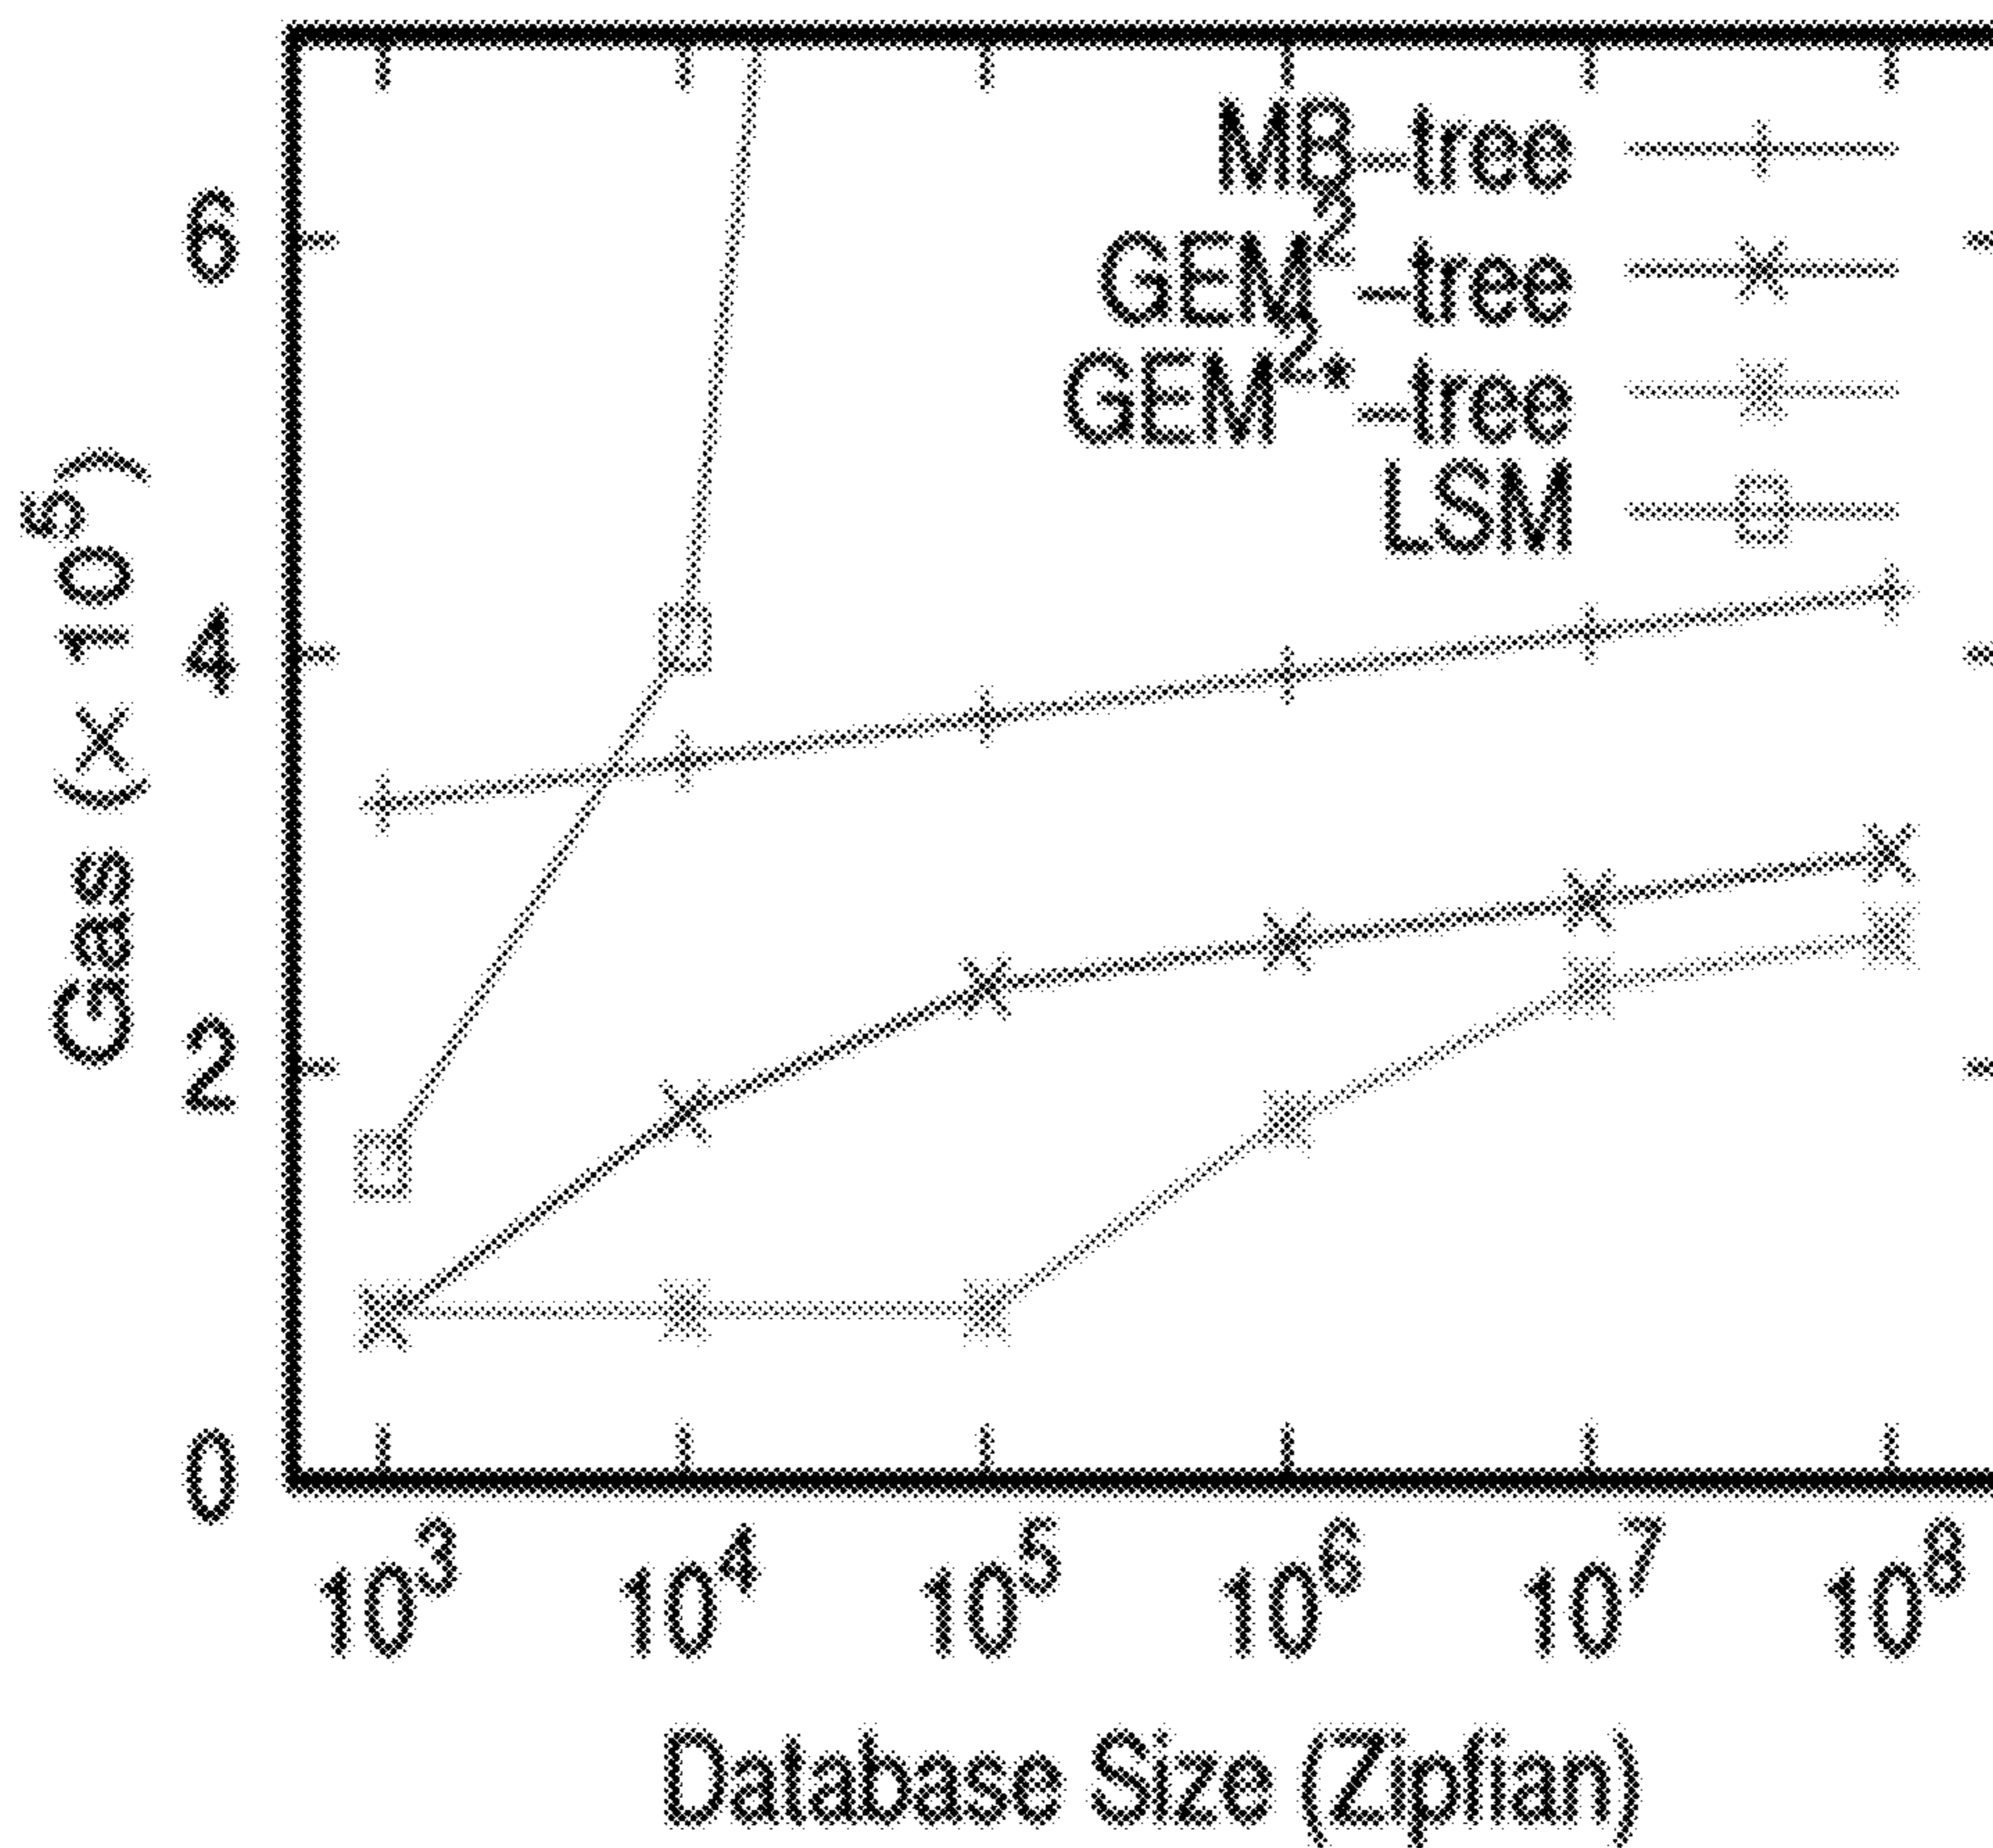 MB-tree
GEM²-tree
GEM²*-tree
LSM
Gas (x 10⁵)
6
4
2
0
10³ 10⁴ 10⁵ 10⁶ 10⁷ 10⁸
Database Size (Zipfian)